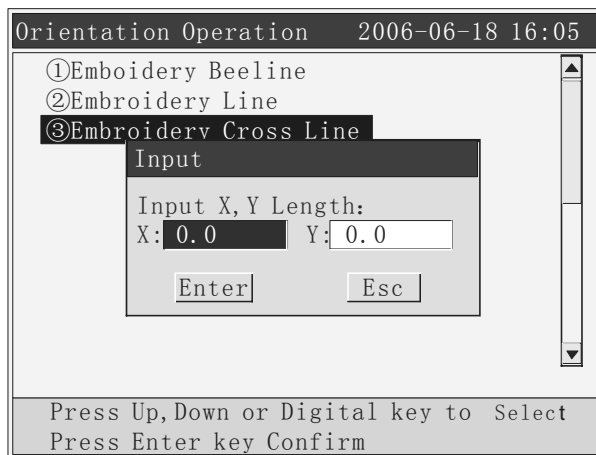 Orientation Operation 2006-06-18 16:05
①Emboidery Beeline
②Embroidery Line
③Embroidery Cross Line
Input
Input X,Y Length:
X: 0.0 Y: 0.0
Enter Esc
Press Up,Down or Digital key to Select
Press Enter key Confirm